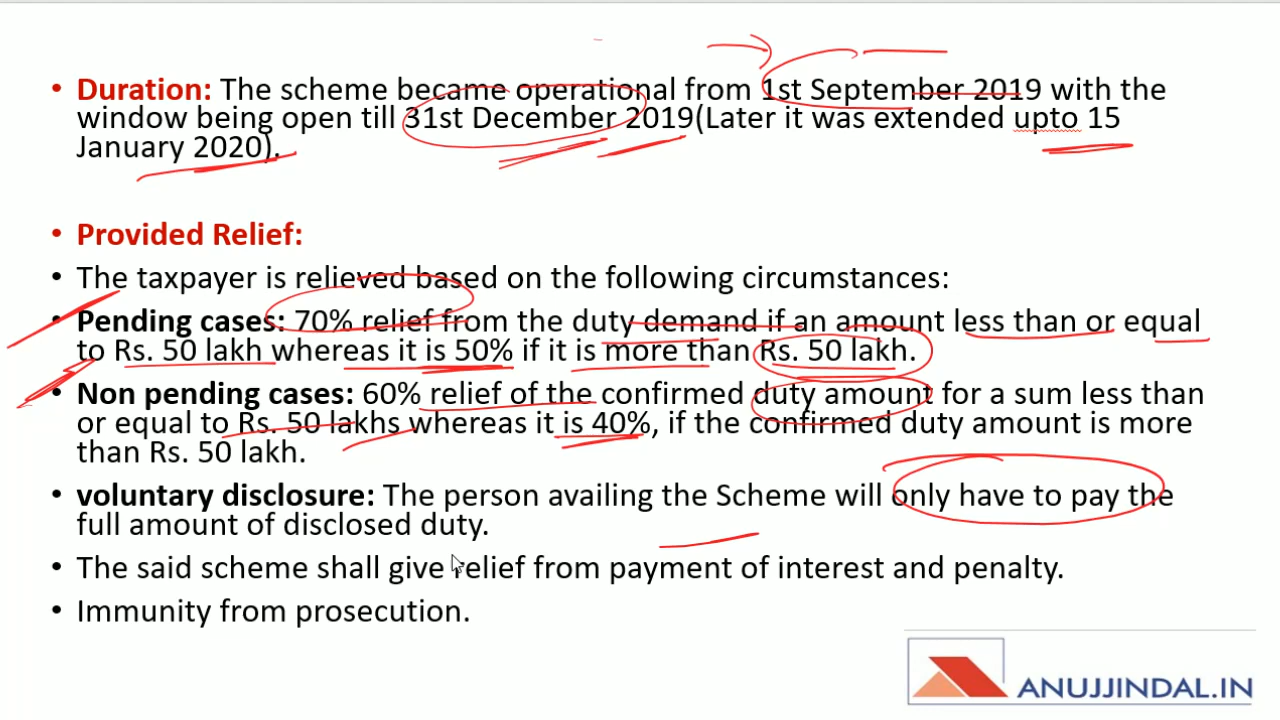 • Duration: The scheme became operational from 1st September 2019 with the
window being open till 31st December 2019(Later it was extended upto 15
January 2020).
• Provided Relief:
• The taxpayer is relieved based on the following circumstances:
• Pending cases: 70% relief from the duty demand if an amount less than or equal
to Rs. 50 lakh whereas it is 50% if it is more than Rs. 50 lakh.
• Non pending cases: 60% relief of the confirmed duty amount for a sum less than
or equal to Rs. 50 lakhs whereas it is 40%, if the confirmed duty amount is more
than Rs. 50 lakh.
• voluntary disclosure: The person availing the Scheme will only have to pay the
full amount of disclosed duty.
• The said scheme shall give relief from payment of interest and penalty.
• Immunity from prosecution.
ANUJJINDAL.IN